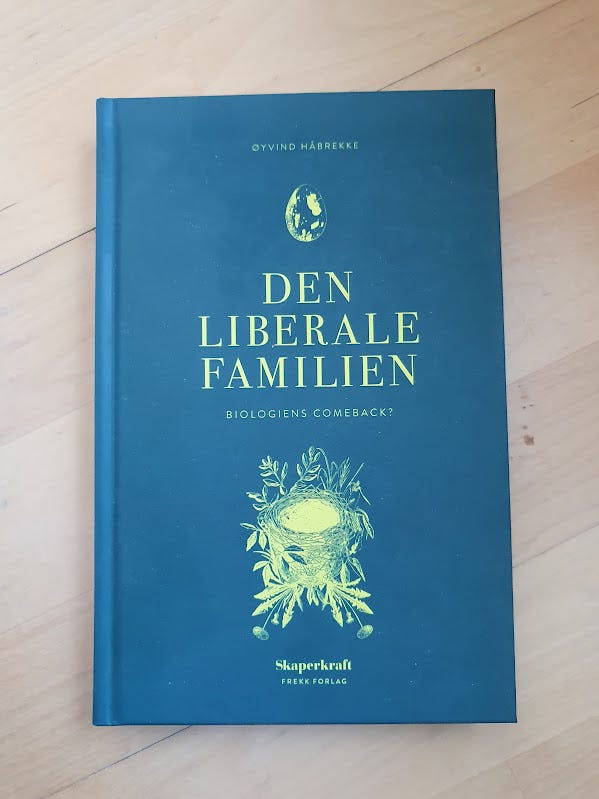 ØYVIND HÅBREKKE
DEN
LIBERALE
FAMILIEN
BIOLOGIENS COMEBACK?
Skaperkraft
FREKK FORLAG